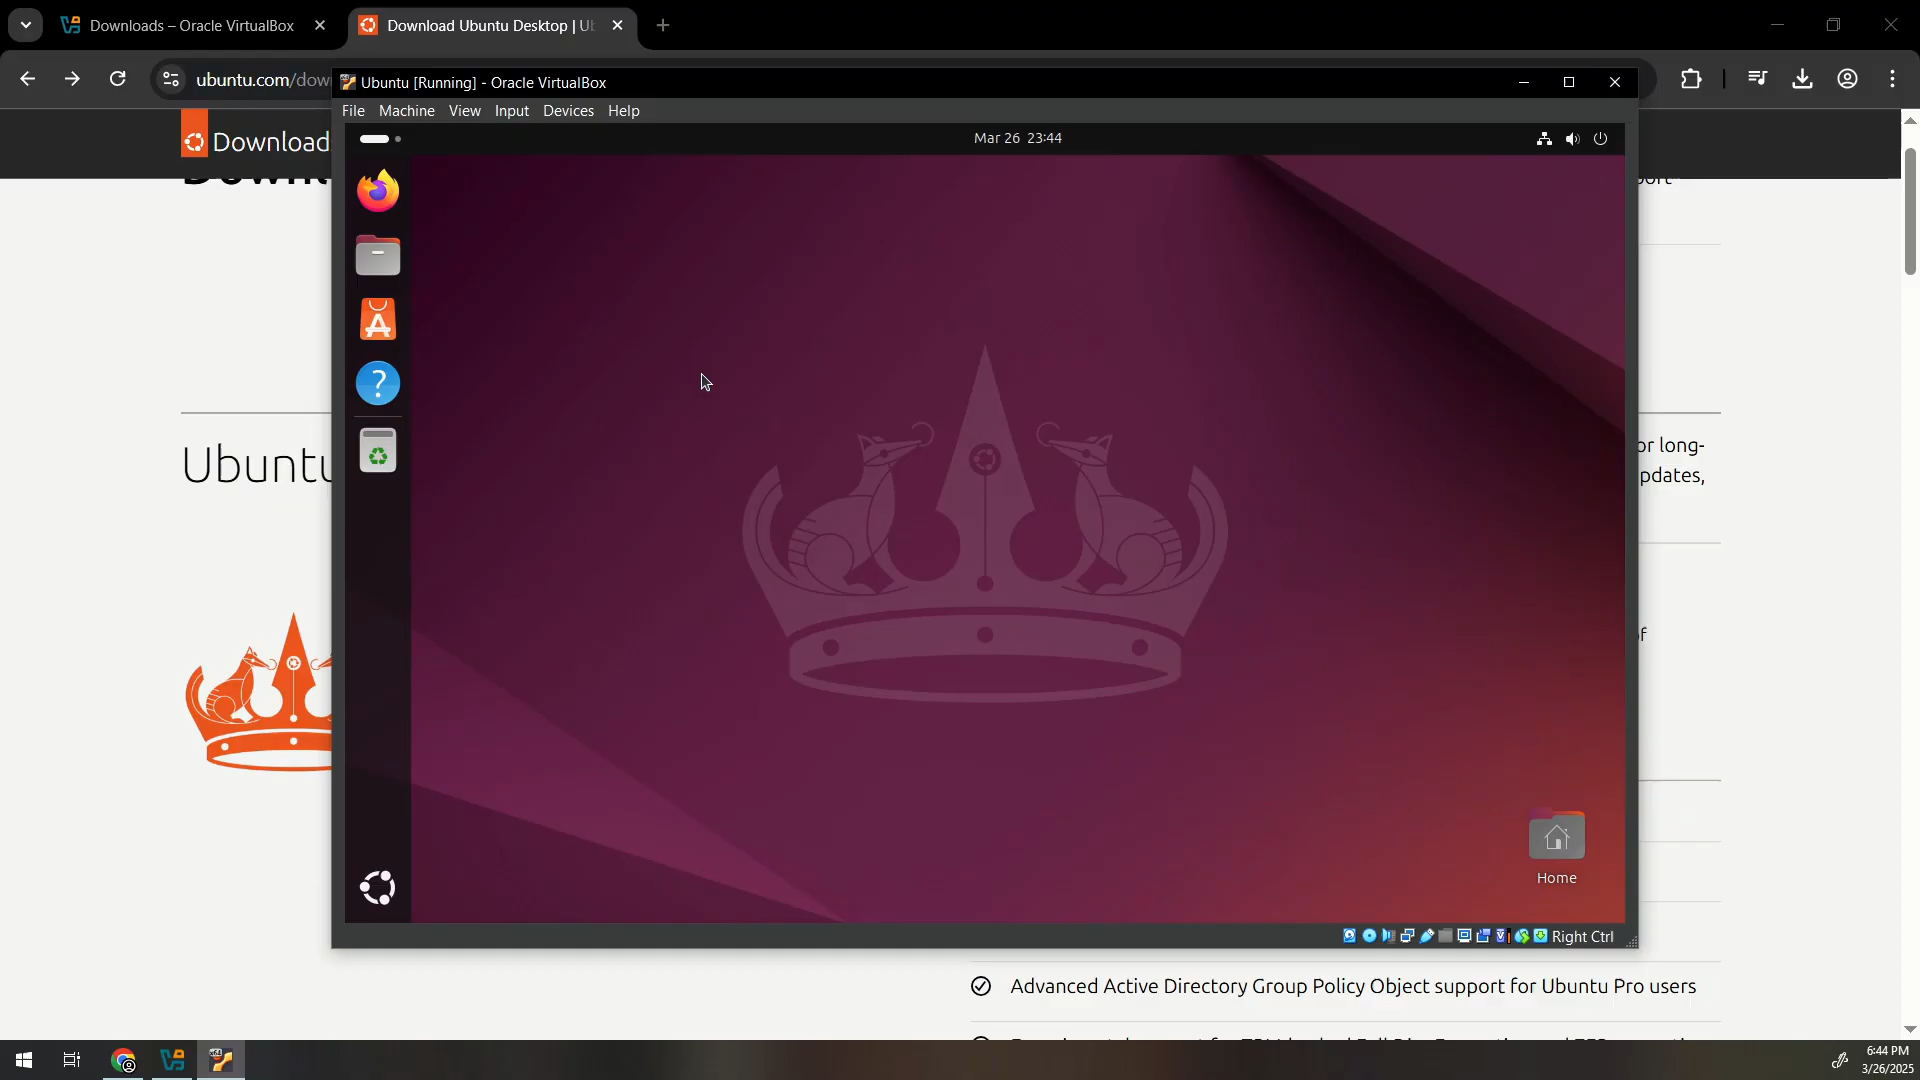 Downloads – Oracle VirtualBox
Download Ubuntu Desktop | U
ubuntu.com/dow
Ubuntu [Running] - Oracle VirtualBox
File Machine View Input Devices Help
Download
Mar 26 23:44
or long-
Ubuntu
pdates,
of
Home
Right Ctrl
Advanced Active Directory Group Policy Object support for Ubuntu Pro users
6:44 PM
3/26/2025